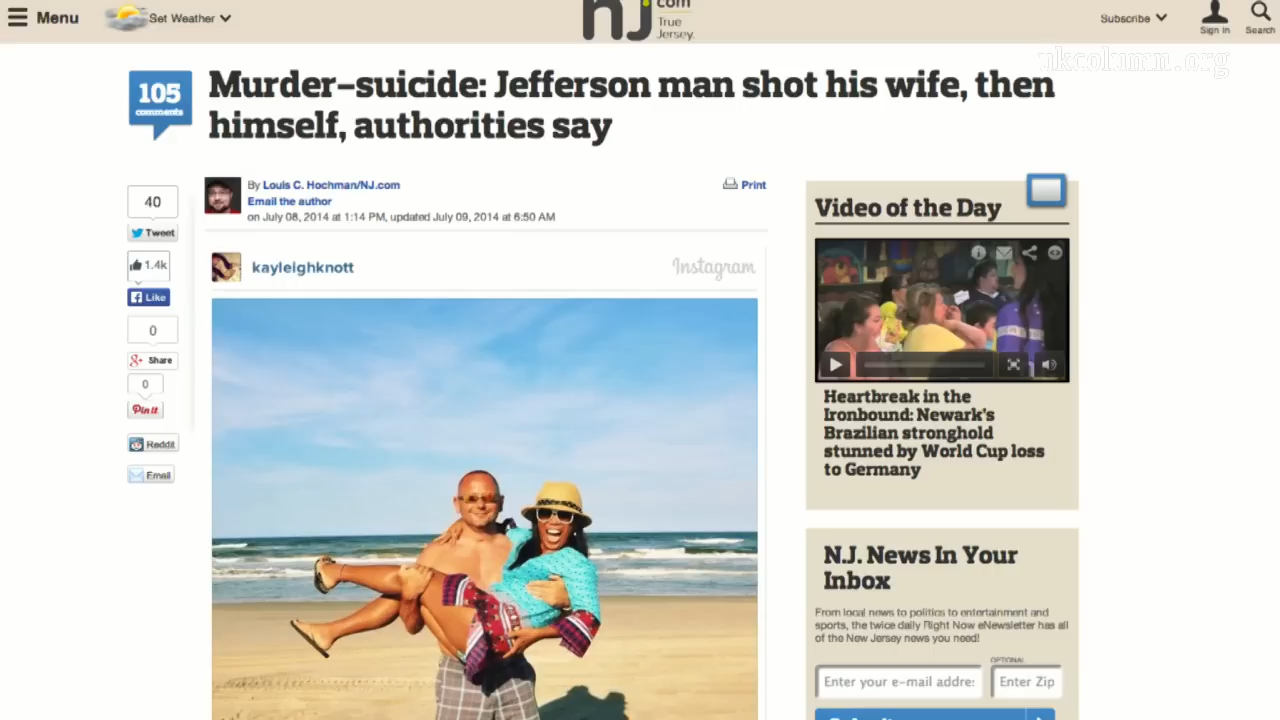 Menu
Set Weather
nj.com
True
Jersey.
Subscribe
Sign In
Search
ukcolumn.org
105
comments
Murder-suicide: Jefferson man shot his wife, then
himself, authorities say
By Louis C. Hochman/NJ.com
Email the author
on July 08, 2014 at 1:14 PM, updated July 09, 2014 at 6:50 AM
Print
40
Tweet
1.4k
Like
0
Share
0
Pin it
Reddit
Email
kayleighknott
Instagram
Video of the Day
Heartbreak in the
Ironbound: Newark's
Brazilian stronghold
stunned by World Cup loss
to Germany
N.J. News In Your
Inbox
From local news to politics to entertainment and
sports, the twice daily Right Now eNewsletter has all
of the New Jersey news you need!
OPTIONAL
Enter your e-mail addre
Enter Zip